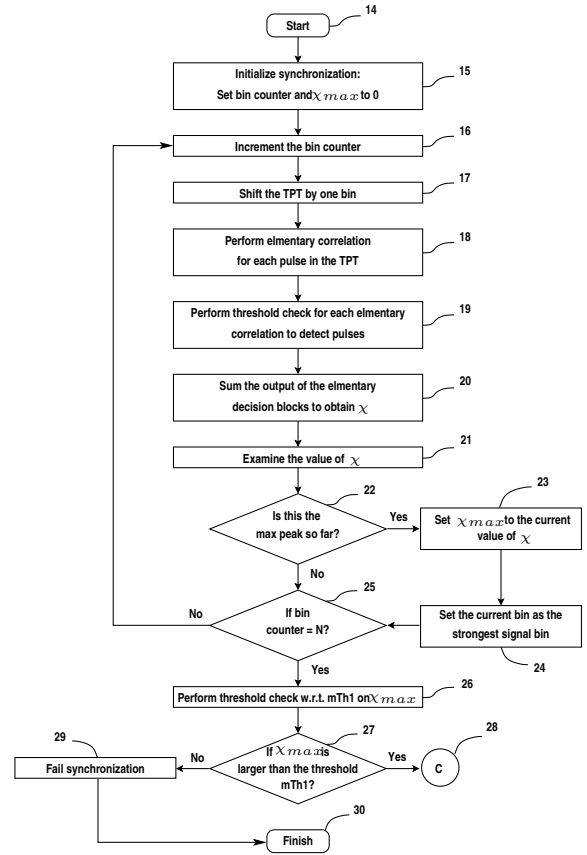 14
Start
15
Initialize synchronization:
Set bin counter and χmax to 0
16
Increment the bin counter
17
Shift the TPT by one bin
18
Perform elmentary correlation
for each pulse in the TPT
19
Perform threshold check for each elmentary
correlation to detect pulses
20
Sum the output of the elmentary
decision blocks to obtain χ
21
Examine the value of χ
22
Is this the
max peak so far?
Yes
No
23
Set χmax to the current
value of χ
25
If bin
counter = N?
No
Yes
Set the current bin as the
strongest signal bin
24
26
Perform threshold check w.r.t. mTh1 on χmax
27
If χmax is
larger than the threshold
mTh1?
No
Yes
28
C
29
Fail synchronization
30
Finish